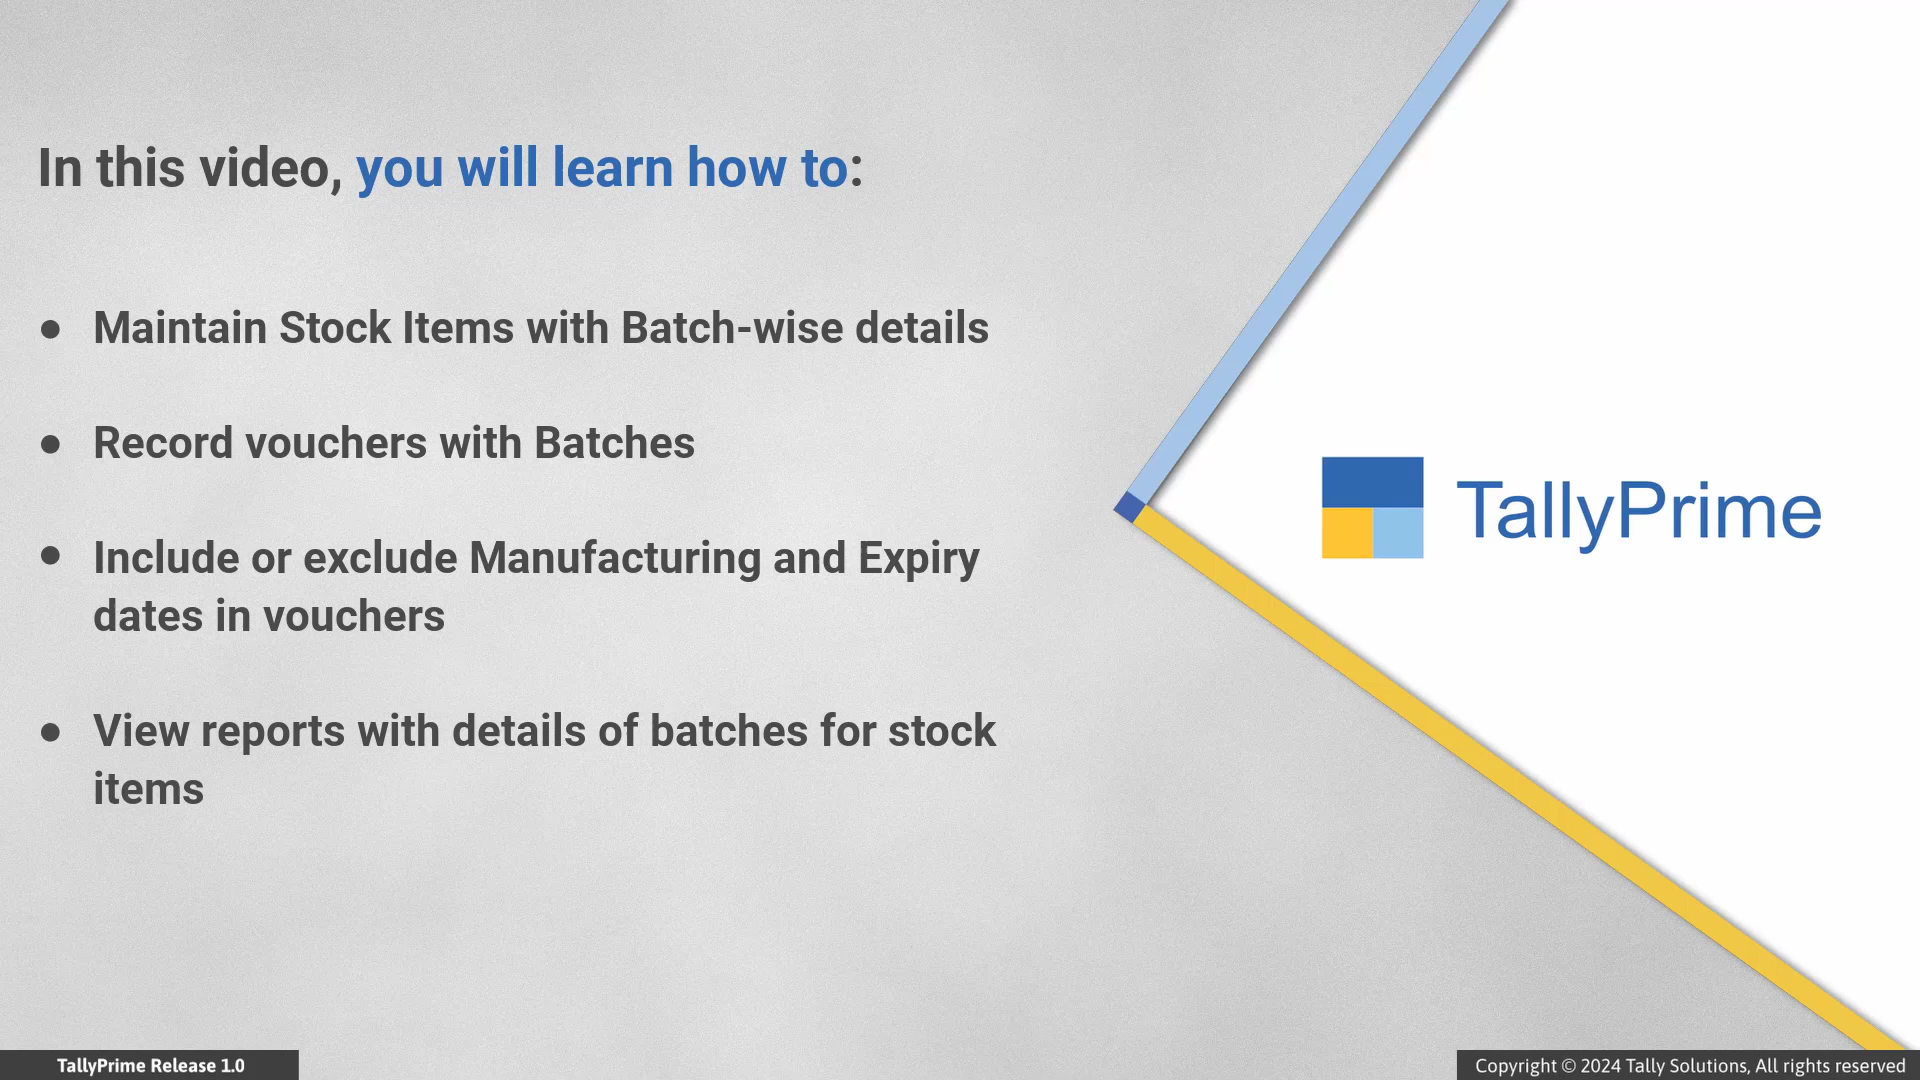 In this video, you will learn how to:
● Maintain Stock Items with Batch-wise details
● Record vouchers with Batches
● Include or exclude Manufacturing and Expiry
dates in vouchers
● View reports with details of batches for stock
items
TallyPrime
TallyPrime Release 1.0
Copyright © 2024 Tally Solutions, All rights reserved